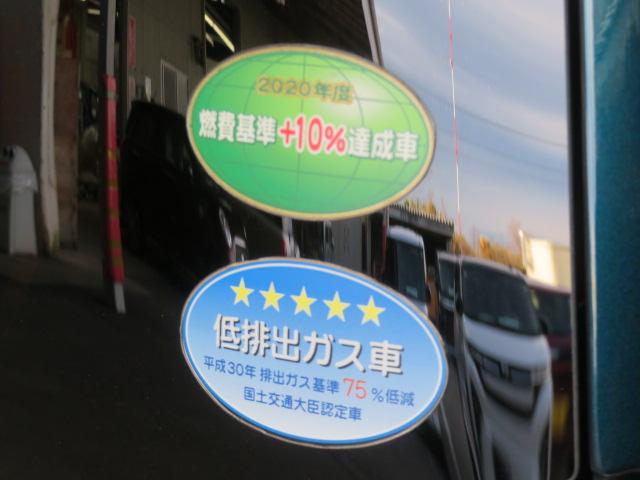 2020年度
燃費基準+10%達成車
低排出ガス車
平成30年排出ガス基準75%低減
国土交通大臣認定車